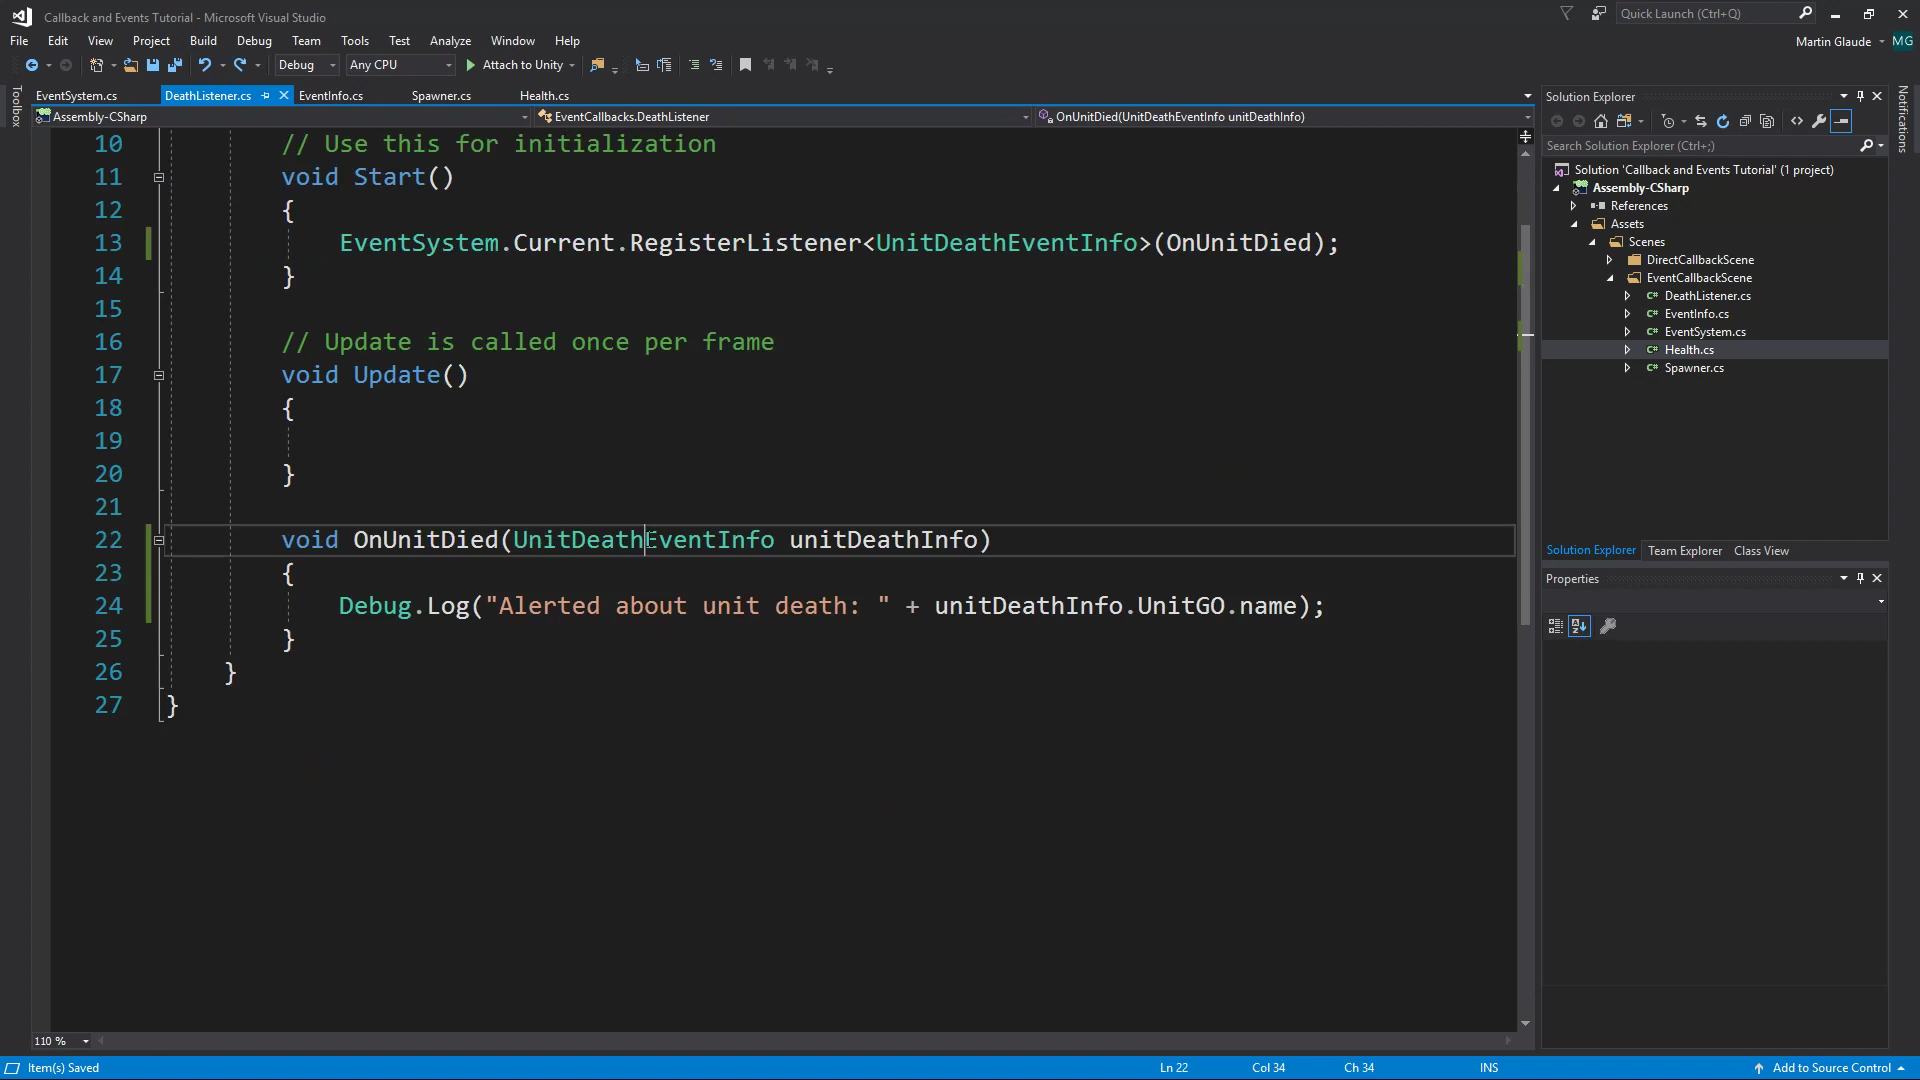 Callback and Events Tutorial - Microsoft Visual Studio
Quick Launch (Ctrl+Q)
File Edit View Project Build Debug Team Tools Test Analyze Window Help
Martin Glaude MG
Debug Any CPU Attach to Unity
Toolbox
Notifications
EventSystem.cs DeathListener.cs EventInfo.cs Spawner.cs Health.cs
Assembly-CSharp EventCallbacks.DeathListener OnUnitDied(UnitDeathEventInfo unitDeathInfo)
10 // Use this for initialization
11 void Start()
12 {
13 EventSystem.Current.RegisterListener<UnitDeathEventInfo>(OnUnitDied);
14 }
15
16 // Update is called once per frame
17 void Update()
18 {
19
20 }
21
22 void OnUnitDied(UnitDeathEventInfo unitDeathInfo)
23 {
24 Debug.Log("Alerted about unit death: " + unitDeathInfo.UnitGO.name);
25 }
26 }
27 }
110 %
Solution Explorer
Search Solution Explorer (Ctrl+;)
Solution 'Callback and Events Tutorial' (1 project)
Assembly-CSharp
References
Assets
Scenes
DirectCallbackScene
EventCallbackScene
C# DeathListener.cs
C# EventInfo.cs
C# EventSystem.cs
C# Health.cs
C# Spawner.cs
Solution Explorer Team Explorer Class View
Properties
Item(s) Saved Ln 22 Col 34 Ch 34 INS Add to Source Control